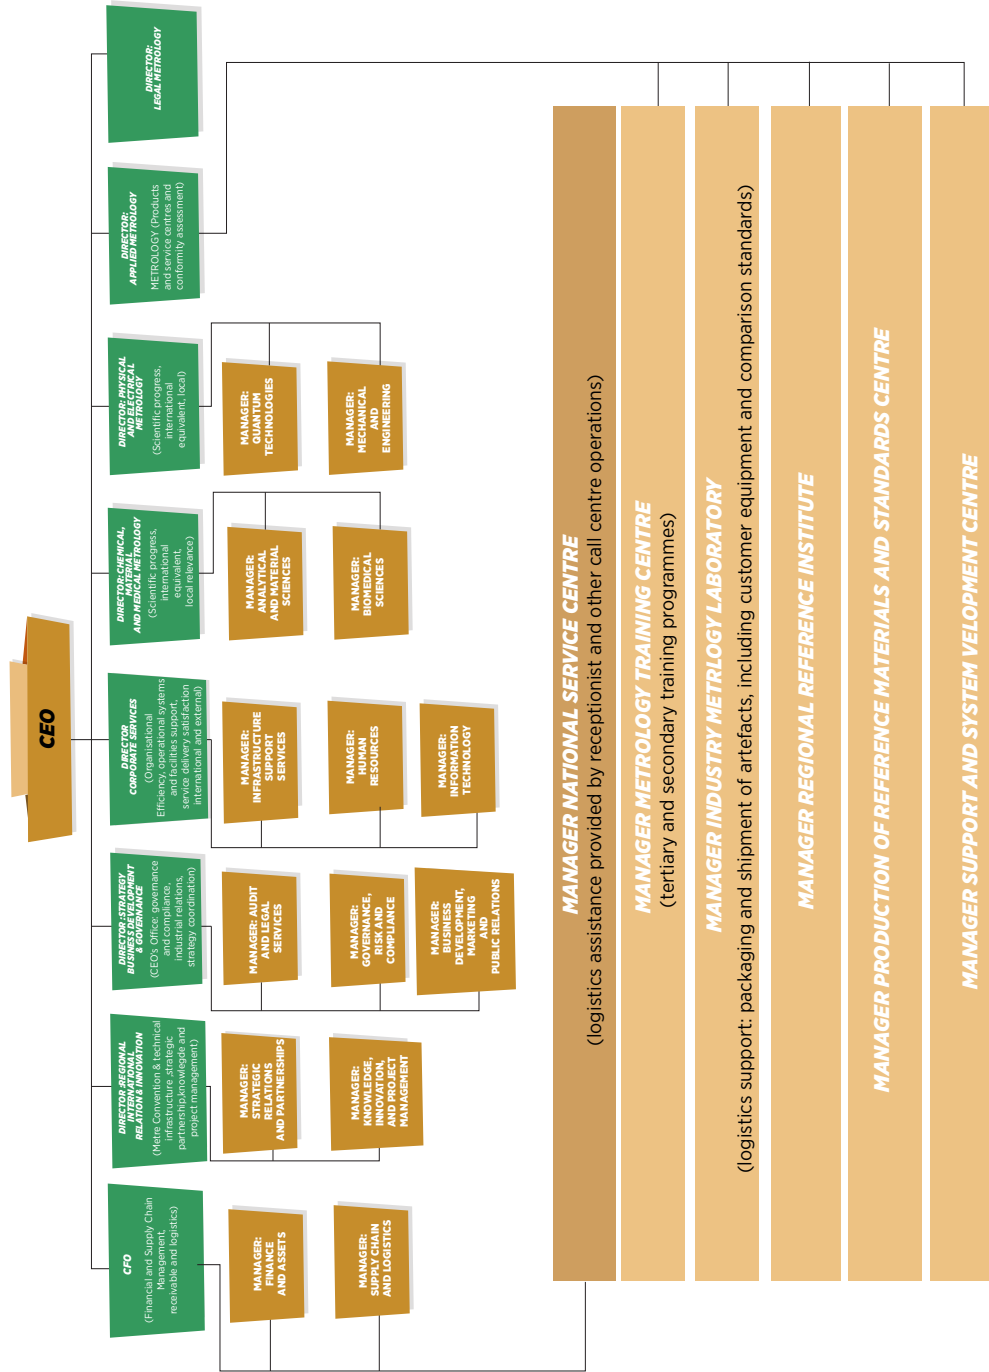 CEO
CFO
(Financial and Supply Chain
Management,
receivable and logistics)
DIRECTOR :REGIONAL
INTERNATIONAL
RELATION & INNOVATION
(Metre Convention & technical
infrastructure ,strategic
partnership,knowlegde and
project management)
DIRECTOR :STRATEGY
BUSINESS DEVELOPMENT
& GOVERNANCE
(CEO's Office: governance
and compliance,
industrial relations,
strategy coordination)
DIRECTOR
CORPORATE SERVICES
(Organisational
Efficiency, operational systems
and facilities support,
service delivery satisfaction
international and external)
DIRECTOR: CHEMICAL,
MATERIAL
AND MEDICAL METROLOGY
(Scientific progress,
international
equivalent,
local relevance)
DIRECTOR: PHYSICAL
AND ELECTRICAL
METROLOGY
(Scientific progress,
international
equivalent, local)
DIRECTOR:
APPLIED METROLOGY
METROLOGY (Products
and service centres and
conformity assessment)
DIRECTOR:
LEGAL METROLOGY
MANAGER:
FINANCE
AND ASSETS
MANAGER:
SUPPLY CHAIN
AND LOGISTICS
MANAGER:
STRATEGIC
RELATIONS
AND PARTNERSHIPS
MANAGER:
KNOWLEDGE,
INNOVATION,
AND PROJECT
MANAGEMENT
MANAGER: AUDIT
AND LEGAL
SERVICES
MANAGER:
GOVERNANCE,
RISK AND
COMPLIANCE
MANAGER:
BUSINESS
DEVELOPMENT,
MARKETING
AND
PUBLIC RELATIONS
MANAGER:
INFRASTRUCTURE
SUPPORT
SERVICES
MANAGER:
HUMAN
RESOURCES
MANAGER:
INFORMATION
TECHNOLOGY
MANAGER:
ANALYTICAL
AND MATERIAL
SCIENCES
MANAGER:
BIOMEDICAL
SCIENCES
MANAGER:
QUANTUM
TECHNOLOGIES
MANAGER:
MECHANICAL
AND
ENGINEERING
MANAGER NATIONAL SERVICE CENTRE
(logistics assistance provided by receptionist and other call centre operations)
MANAGER METROLOGY TRAINING CENTRE
(tertiary and secondary training programmes)
MNAGER INDUSTRY METRALOGY LABORATORY
(logistics support: packaging and shipment of artefacts, including customer equipment and comparison standards)
MANAGER REGIONAL REFERENCE INSTITUTE
MANAGER PRODUCTION OF REFERENCE MATERIALS AND STANDARDS CENTRE
MANAGER SUPPORT AND SYSTEM VELOPMENT CENTRE